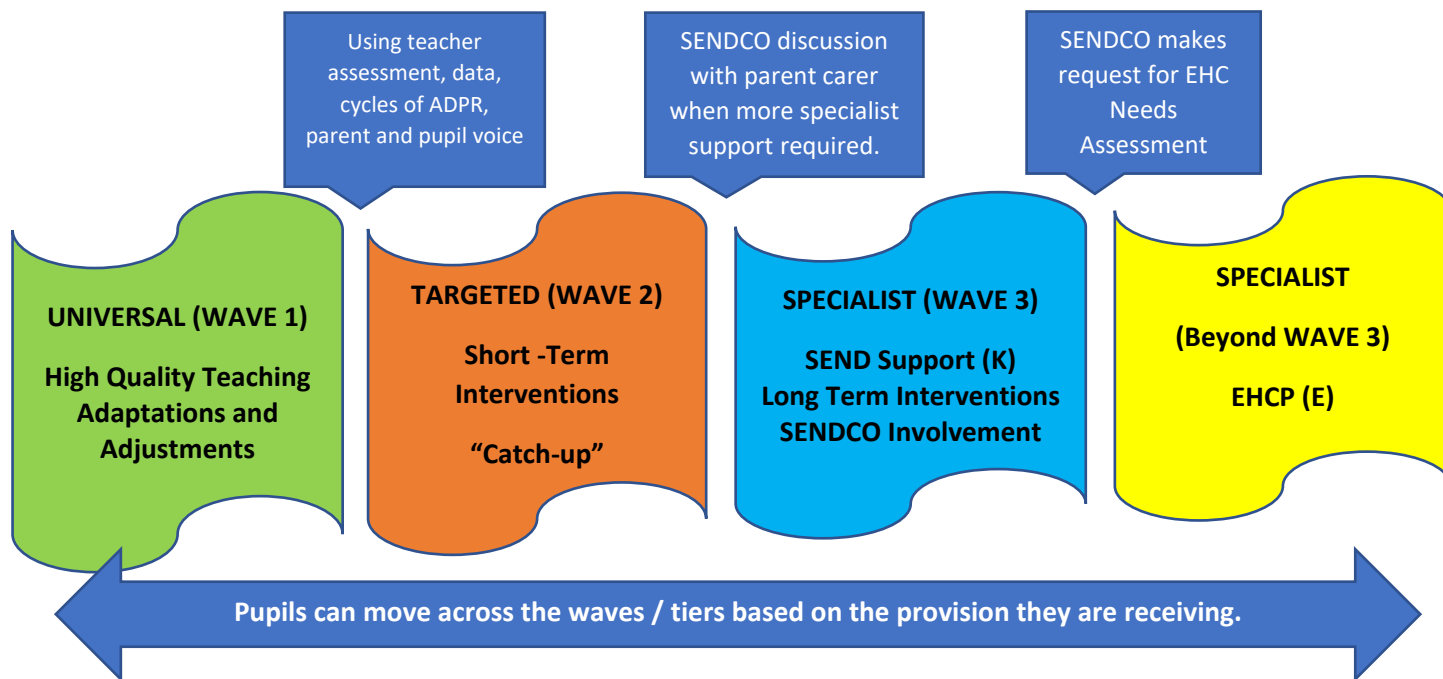 Using teacher
assessment, data,
cycles of ADPR,
parent and pupil voice
SENDCO discussion
with parent carer
when more specialist
support required.
SENDCO makes
request for EHC
Needs
Assessment
UNIVERSAL (WAVE 1)
High Quality Teaching
Adaptations and
Adjustments
TARGETED (WAVE 2)
Short -Term
Interventions
“Catch-up”
SPECIALIST (WAVE 3)
SEND Support (K)
Long Term Interventions
SENDCO Involvement
SPECIALIST
(Beyond WAVE 3)
EHCP (E)
Pupils can move across the waves / tiers based on the provision they are receiving.